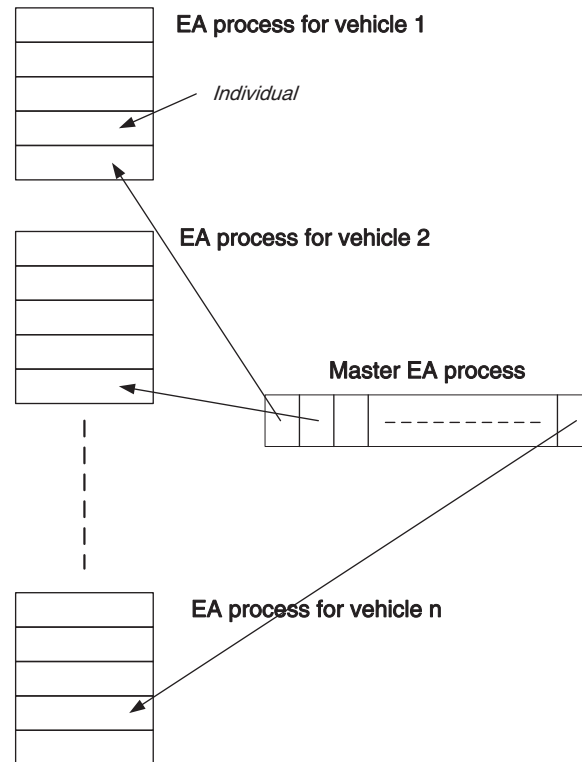 EA process for vehicle 1
Individual
EA process for vehicle 2
Master EA process
EA process for vehicle n